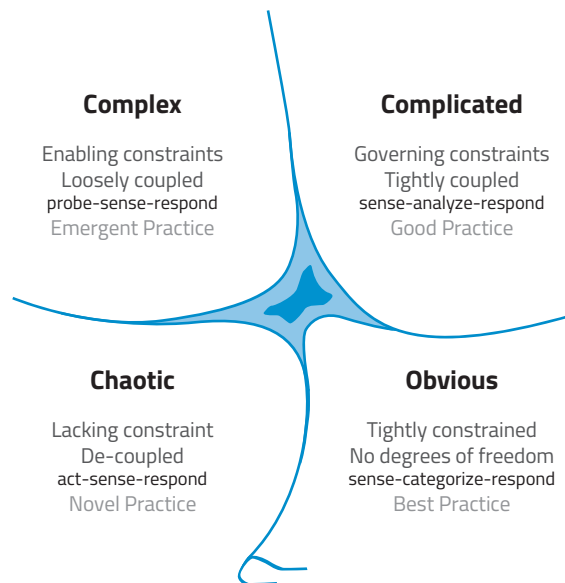 Complex
Enabling constraints
Loosely coupled
probe-sense-respond
Emergent Practice
Complicated
Governing constraints
Tightly coupled
sense-analyze-respond
Good Practice
Chaotic
Lacking constraint
De-coupled
act-sense-respond
Novel Practice
Obvious
Tightly constrained
No degrees of freedom
sense-categorize-respond
Best Practice